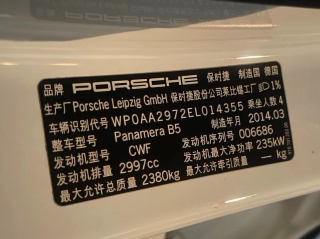 品牌 PORSCHE 保时捷 制造国 德国
生产厂 Porsche Leipzig GmbH 保时捷股份公司莱比锡工厂
车辆识别代号 WP0AA2972EL014355 乘坐人数 4
整车型号 Panamera B5 制造年月 2014.03
发动机型号 CWF 发动机序列号 006686
发动机排量 2997cc 发动机最大净功率 235kW
最大允许总质量 2380kg 最大允许牵引质量 — kg